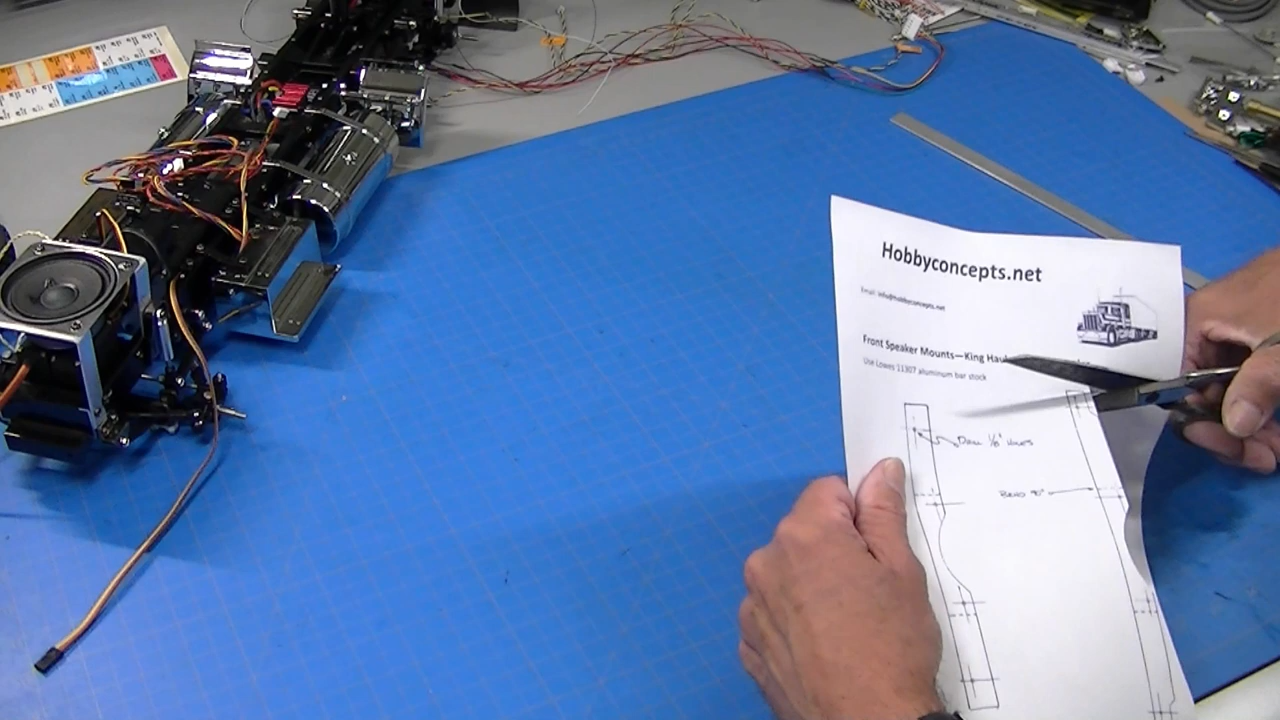 Hobbyconcepts.net
Email: info@hobbyconcepts.net
Front Speaker Mounts—King Hau
Use Lowes 11307 aluminum bar stock
DRILL 1/8" HOLES
BEND 90°